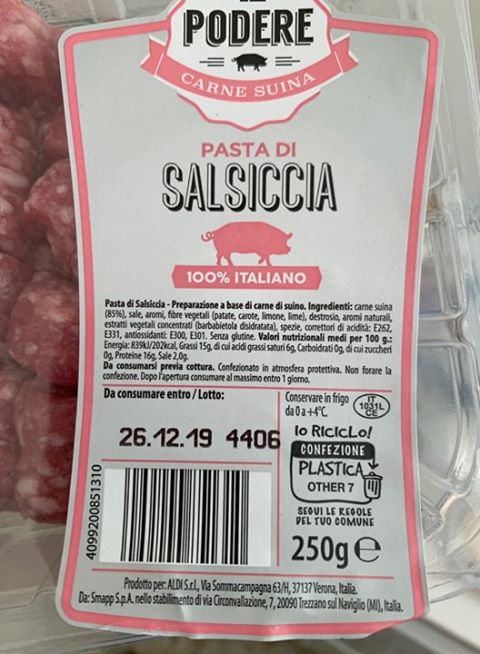 PODERE
CARNE SUINA
PASTA DI
SALSICCIA
100% ITALIANO
Pasta di Salsiccia - Preparazione a base di carne di suino. Ingredienti: carne suina
(85%), sale, aromi, fibre vegetali (patate, carote, limone, lime), destrosio, aromi naturali,
estratti vegetali concentrati (barbabietola disidratata), spezie, correttori di acidità: E262,
E331, antiossidanti: E300, E301. Senza glutine. Valori nutrizionali medi per 100 g.:
Energia: 839kJ/202kcal, Grassi 15g, di cui acidi grassi saturi 6g, Carboidrati 0g, di cui zuccheri
0g, Proteine 16g, Sale 2,0g.
Da consumarsi previa cottura. Confezionato in atmosfera protettiva. Non forare la
confezione. Dopo l'apertura consumare al massimo entro 1 giorno.
Da consumare entro / Lotto:
26.12.19 4406
Conservare in frigo
da 0 a +4°C.
IT
1031L
CE
IO RICICLO!
CONFEZIONE
PLASTICA
OTHER 7
SEGUI LE REGOLE
DEL TUO COMUNE
250g e
4099200851310
Prodotto per: ALDI S.r.l., Via Sommacampagna 63/H, 37137 Verona, Italia.
Da: Smapp S.p.A. nello stabilimento di via Circonvallazione, 7, 20090 Trezzano sul Naviglio (MI), Italia.